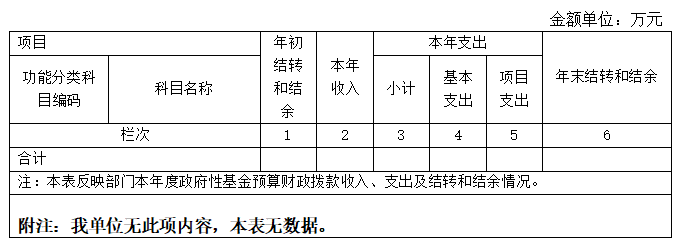 金额单位：万元
项目 年初结转和结余 本年收入 本年支出 年末结转和结余
功能分类科目编码 科目名称 小计 基本支出 项目支出
栏次 1 2 3 4 5 6
合计
注：本表反映部门本年度政府性基金预算财政拨款收入、支出及结转和结余情况。
附注：我单位无此项内容，本表无数据。